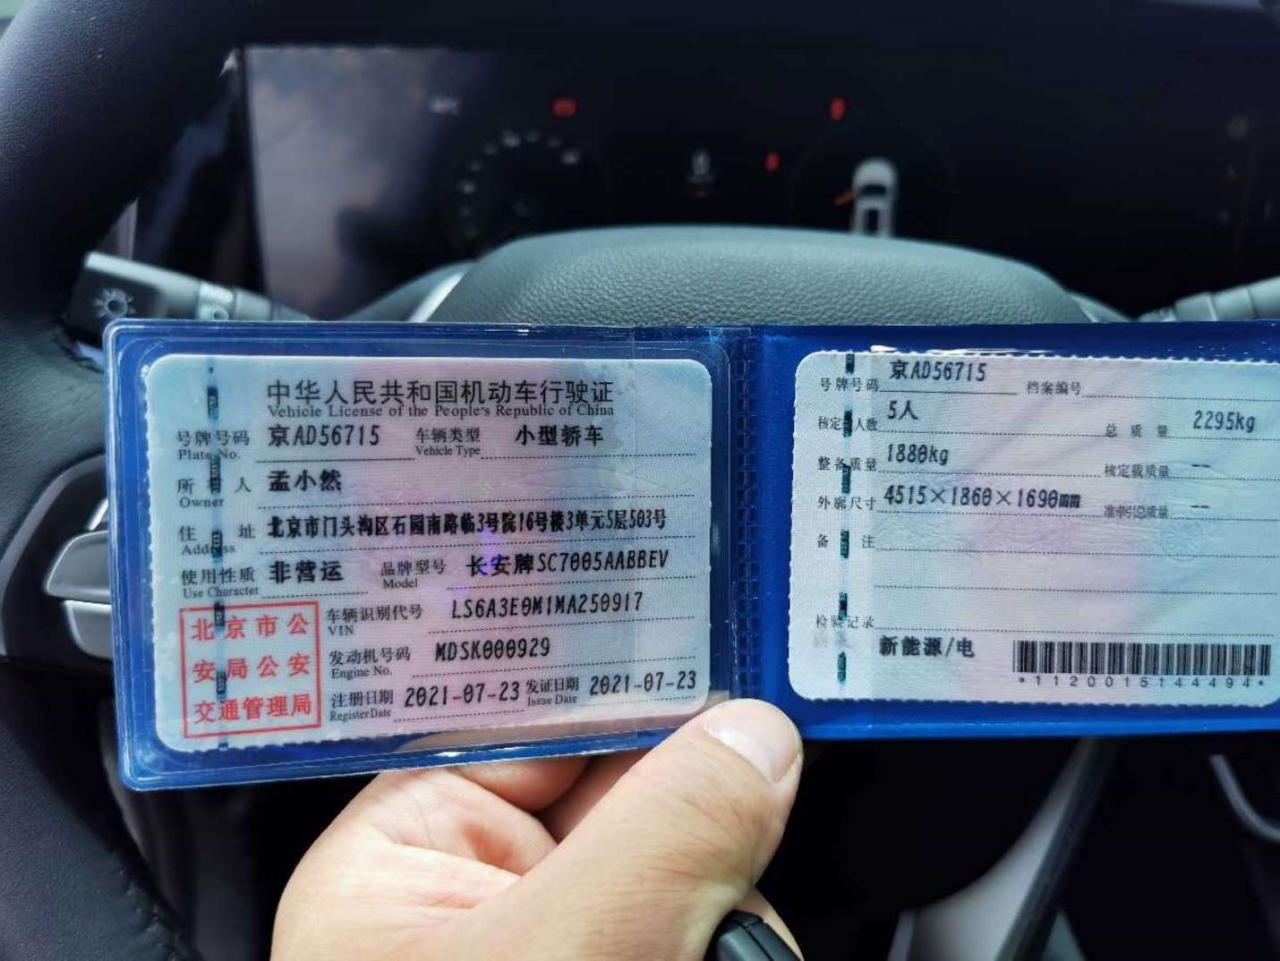 中华人民共和国机动车行驶证
Vehicle License of the People's Republic of China
号牌号码 京AD56715 车辆类型 小型轿车
Plate No. Vehicle Type
所有人 孟小然
Owner
住址 北京市门头沟区石园南路临3号院16号楼3单元5层503号
Address
使用性质 非营运 品牌型号 长安牌SC7005AABBEV
Use Character Model
北京市公
安局公安
交通管理局
车辆识别代号 LS6A3E0M1MA250917
VIN
发动机号码 MDSK000929
Engine No.
注册日期 2021-07-23 发证日期 2021-07-23
Register Date Issue Date
号牌号码 京AD56715 档案编号
核定人数 5人 总质量 2295kg
整备质量 1880kg 核定载质量 --
外廓尺寸 4515×1860×1690mm 准牵引总质量 --
备注
检验记录
新能源/电
*1120015144494*